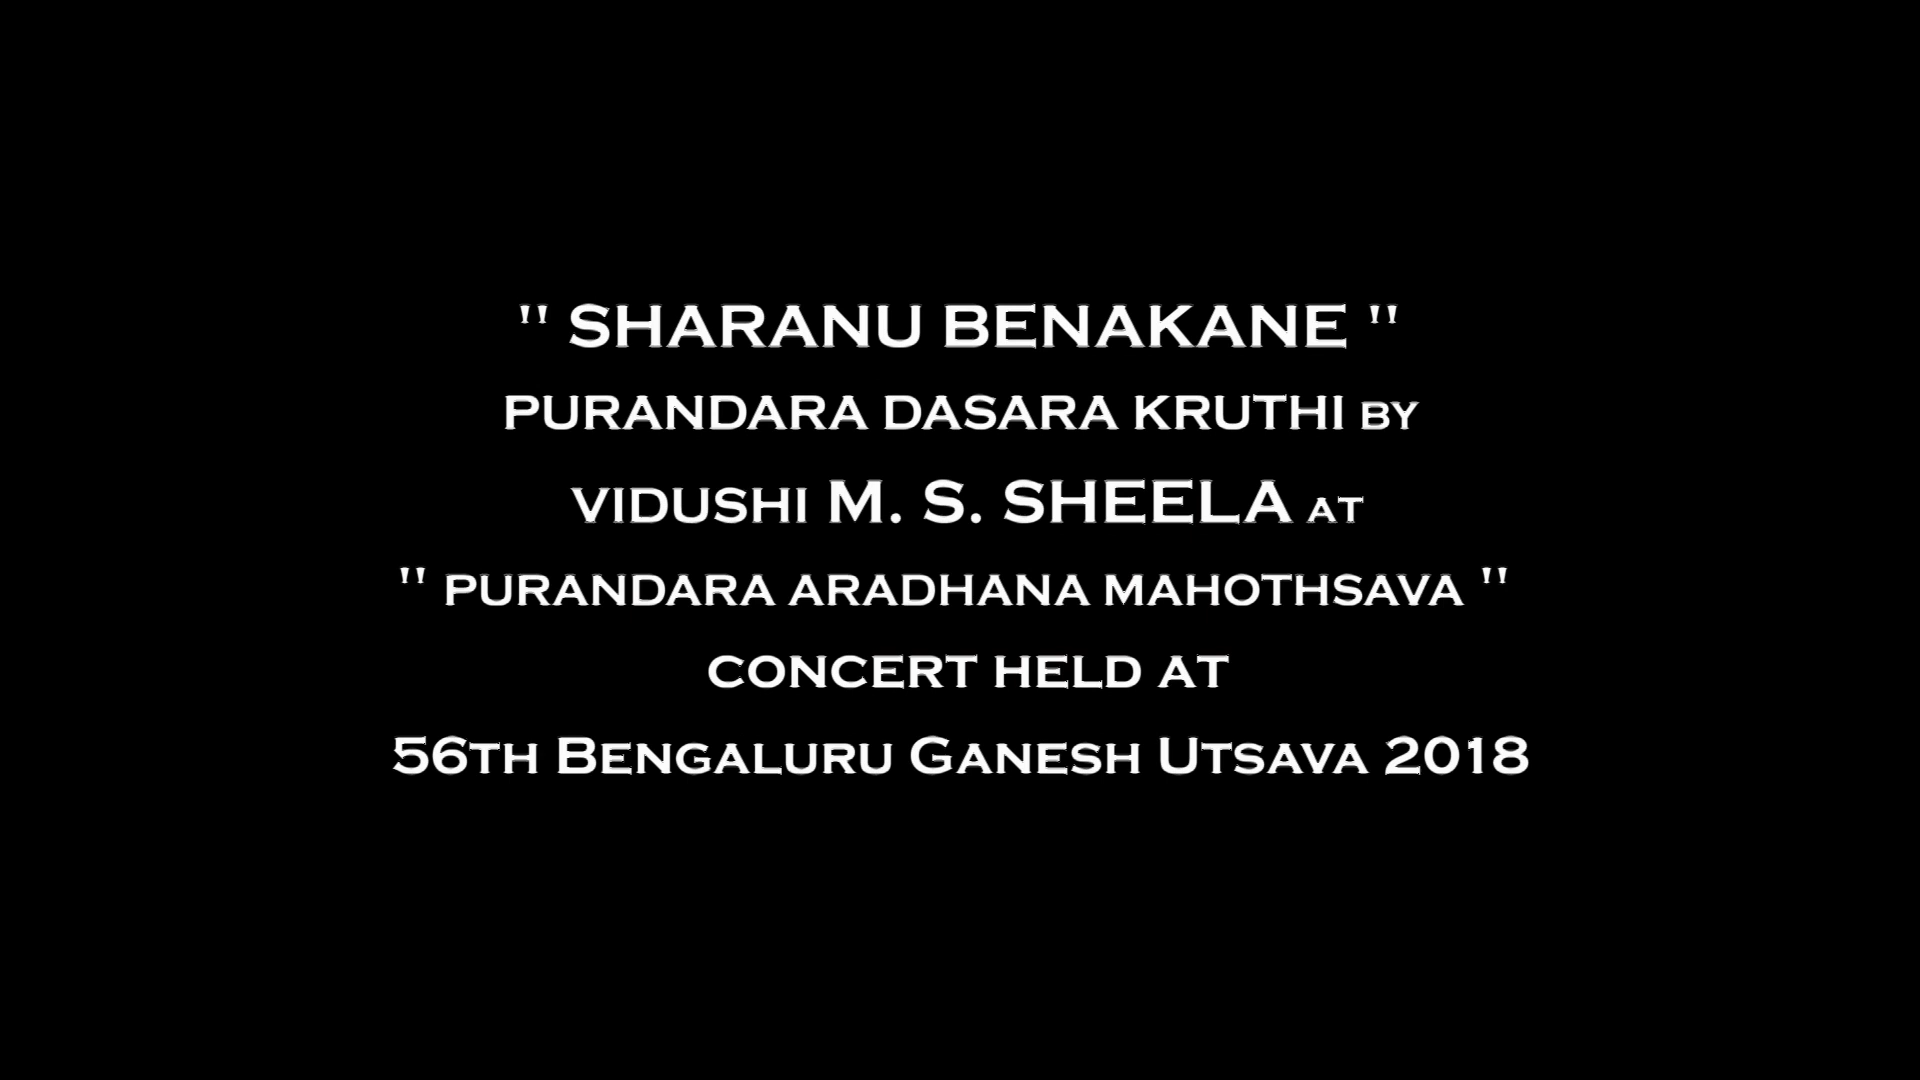 " SHARANU BENAKANE "
PURANDARA DASARA KRUTHI BY
VIDUSHI M. S. SHEELA AT
" PURANDARA ARADHANA MAHOTHSAVA "
CONCERT HELD AT
56TH BENGALURU GANESH UTSAVA 2018